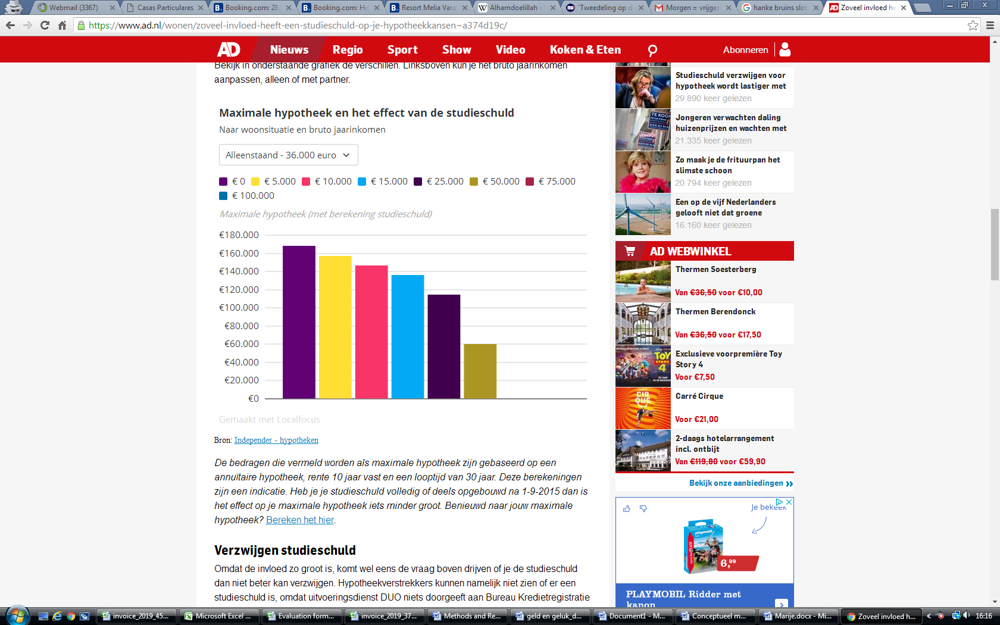 Webmail (3367)
Casas Particulares
Booking.com: 28.
Booking.com: Ho
Resort Melia Vara
Alhamdoelillah -
'Tweedeling op d
Morgen = vrijgez
hanke bruins slot
Zoveel invloed he
https://www.ad.nl/wonen/zoveel-invloed-heeft-een-studieschuld-op-je-hypotheekkansen~a374d19c/
AD
Nieuws
Regio
Sport
Show
Video
Koken & Eten
Abonneren
Bekijk in onderstaande grafiek de verschillen. Linksboven kun je het bruto jaarinkomen
aanpassen, alleen of met partner.
Maximale hypotheek en het effect van de studieschuld
Naar woonsituatie en bruto jaarinkomen
Alleenstaand - 36.000 euro
€ 0 € 5.000 € 10.000 € 15.000 € 25.000 € 50.000 € 75.000
€ 100.000
Maximale hypotheek (met berekening studieschuld)
€180.000
€160.000
€140.000
€120.000
€100.000
€80.000
€60.000
€40.000
€20.000
€0
Gemaakt met Localfocus
Bron: Independer - hypotheken
De bedragen die vermeld worden als maximale hypotheek zijn gebaseerd op een
annuïtaire hypotheek, rente 10 jaar vast en een looptijd van 30 jaar. Deze berekeningen
zijn een indicatie. Heb je je studieschuld volledig of deels opgebouwd na 1-9-2015 dan is
het effect op je maximale hypotheek iets minder groot. Benieuwd naar jouw maximale
hypotheek? Bereken het hier.
Verzwijgen studieschuld
Omdat de invloed zo groot is, komt wel eens de vraag boven drijven of je de studieschuld
dan niet beter kan verzwijgen. Hypotheekverstrekkers kunnen namelijk niet zien of er een
studieschuld is, omdat uitvoeringsdienst DUO niets doorgeeft aan Bureau Kredietregistratie
Studieschuld verzwijgen voor
hypotheek wordt lastiger met
29.890 keer gelezen
TE KOOP
VERKOCHT
Jongeren verwachten daling
huizenprijzen en wachten met
21.335 keer gelezen
Zo maak je de frituurpan het
slimste schoon
20.794 keer gelezen
Een op de vijf Nederlanders
gelooft niet dat groene
16.160 keer gelezen
AD WEBWINKEL
Thermen Soesterberg
Van €36,50 voor €10,00
Thermen Berendonck
Van €36,50 voor €17,50
TOY
STORY
4
Exclusieve voorpremière Toy
Story 4
Voor €7,50
CIR
QUE
Carré Cirque
Voor €21,00
2-daags hotelarrangement
incl. ontbijt
Van €119,80 voor €59,90
Bekijk onze aanbiedingen
Je bekeek
playmobil
PLUS
6,99
PLAYMOBIL Ridder met
kanon
invoice_2019_45...
Microsoft Excel ...
Evaluation form...
invoice_2019_37...
Methods and Re...
geld en geluk_d...
Document1 - M...
Conceptueel m...
Marije.docx - Mi...
Zoveel invloed h...
16:16